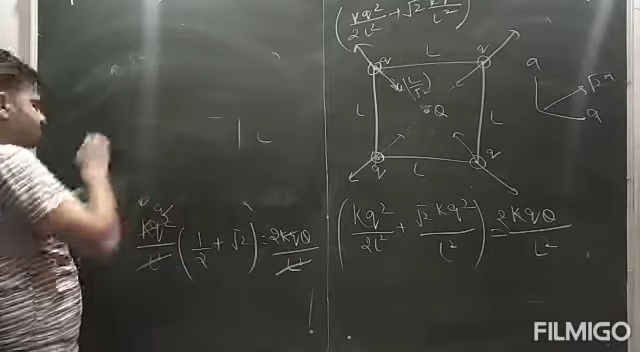 (Kq²/2L² + √2 Kq²/L²)
q L q
a
√2 a
a
L L
-Q
q L q
Kq²/L² (1/2 + √2) = 2KqQ/L²
(Kq²/2L² + √2 Kq²/L²) = 2KqQ/L²
L
FILMIGO